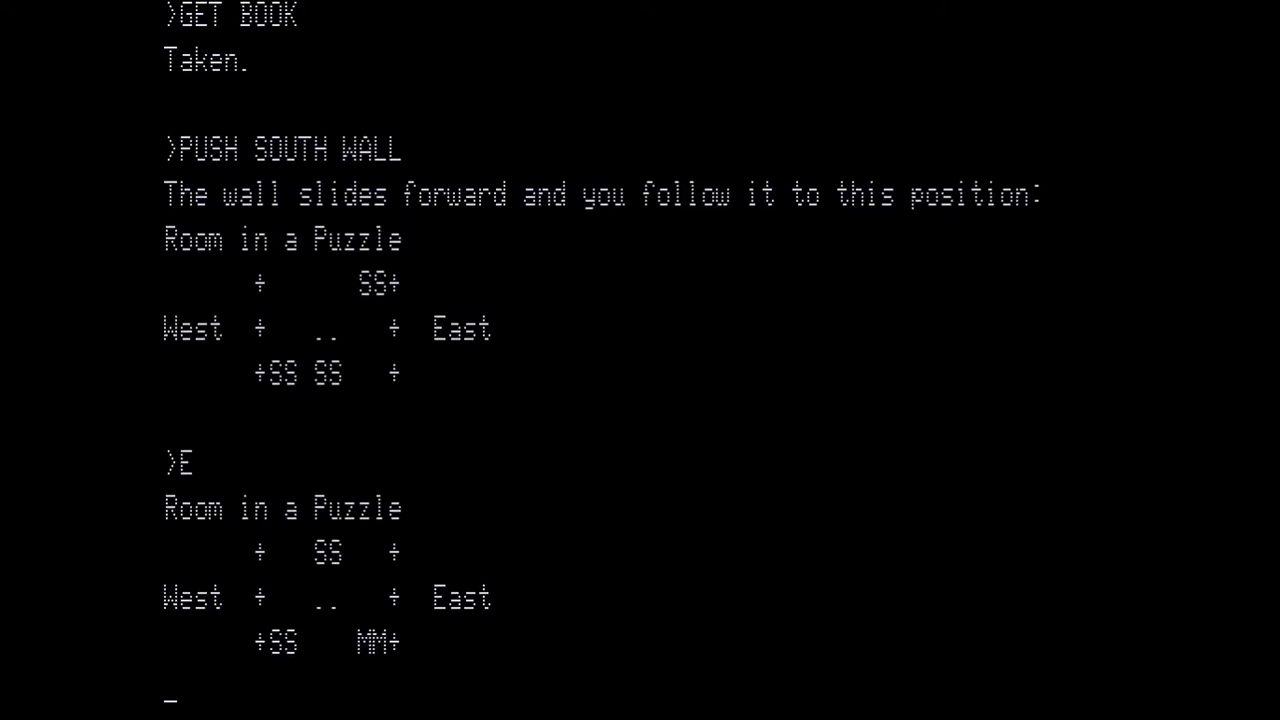 >GET BOOK
Taken.
>PUSH SOUTH WALL
The wall slides forward and you follow it to this position:
Room in a Puzzle
      +      SS+
West  +   ..   +  East
      +SS SS   +
>E
Room in a Puzzle
      +   SS   +
West  +   ..   +  East
      +SS    MM+
_